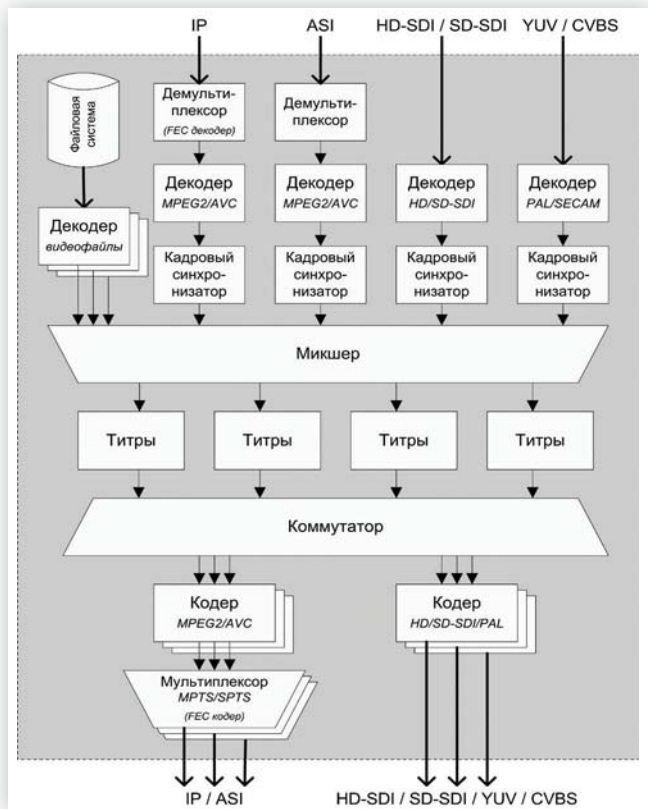 IP
ASI
HD-SDI / SD-SDI
YUV / CVBS
Файловая
система
Демульти-
плексор
(FEC декодер)
Демульти-
плексор
Декодер
MPEG2/AVC
Декодер
MPEG2/AVC
Декодер
HD/SD-SDI
Декодер
PAL/SECAM
Декодер
видеофайлы
Кадровый
синхро-
низатор
Кадровый
синхро-
низатор
Кадровый
синхро-
низатор
Кадровый
синхро-
низатор
Микшер
Титры
Титры
Титры
Титры
Коммутатор
Кодер
MPEG2/AVC
Кодер
HD/SD-SDI/PAL
Мультиплексор
MPTS/SPTS
(FEC кодер)
IP / ASI
HD-SDI / SD-SDI / YUV / CVBS